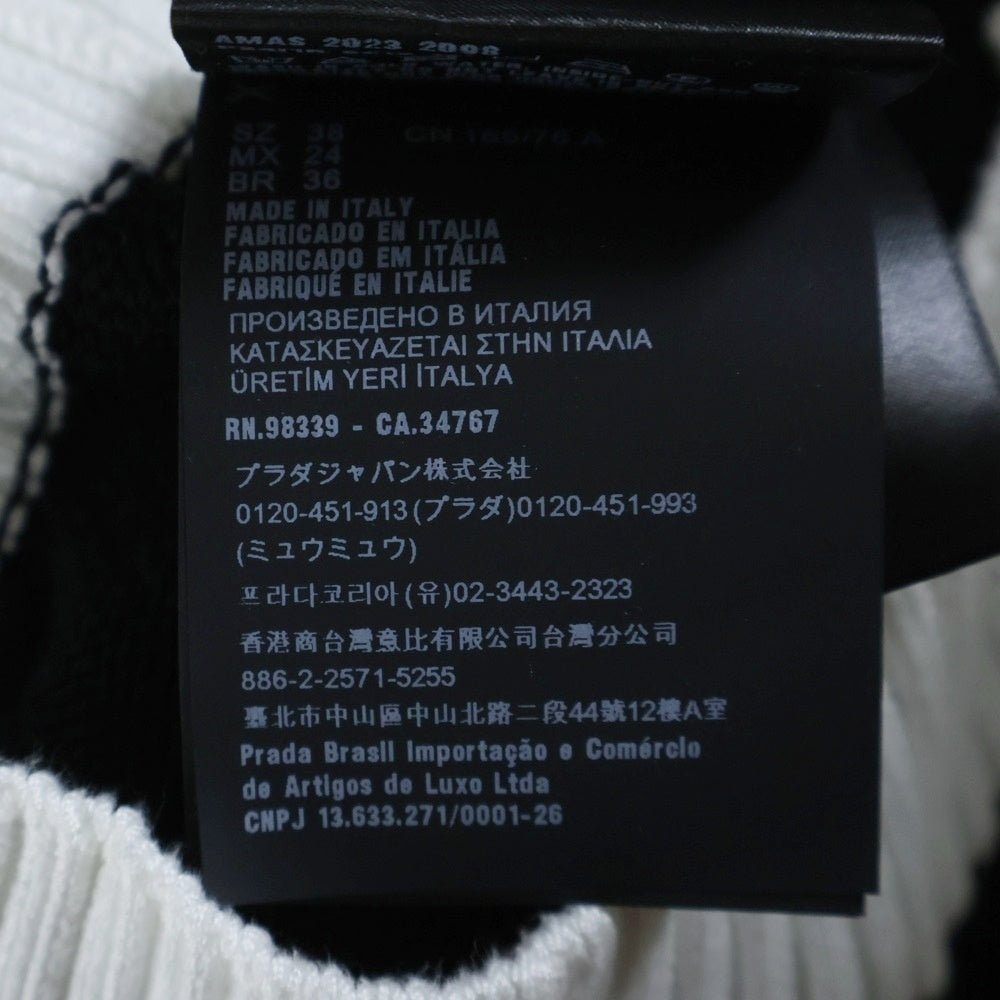 AMAS 2023 2008
SZ 38 CN 165/76 A
MX 24
BR 36
MADE IN ITALY
FABRICADO EN ITALIA
FABRICADO EM ITÁLIA
FABRIQUÉ EN ITALIE
ПРОИЗВЕДЕНО В ИТАЛИЯ
ΚΑΤΑΣΚΕΥΑΖΕΤΑΙ ΣΤΗΝ ΙΤΑΛΙΑ
ÜRETİM YERİ İTALYA
RN.98339 - CA.34767
プラダジャパン株式会社
0120-451-913(プラダ)0120-451-993
(ミュウミュウ)
프라다코리아(유)02-3443-2323
香港商台灣意比有限公司台灣分公司
886-2-2571-5255
臺北市中山區中山北路二段44號12樓A室
Prada Brasil Importação e Comércio
de Artigos de Luxo Ltda
CNPJ 13.633.271/0001-26